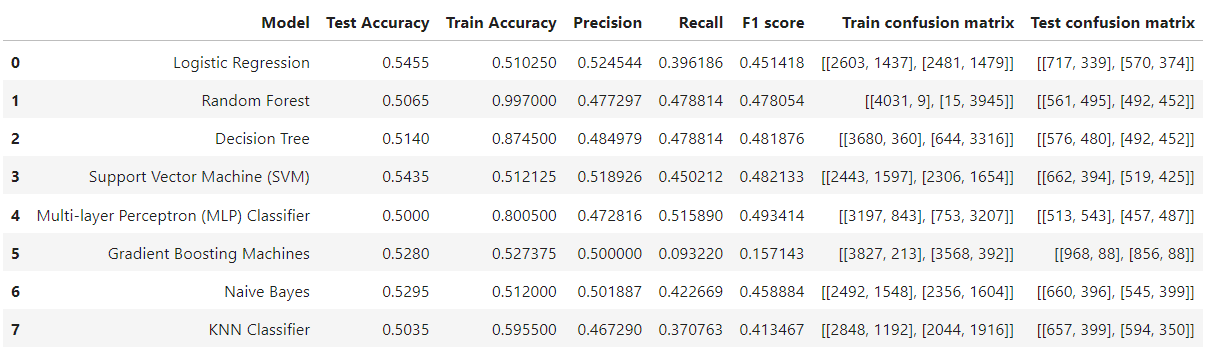 Model Test Accuracy Train Accuracy Precision Recall F1 score Train confusion matrix Test confusion matrix
0 Logistic Regression 0.5455 0.510250 0.524544 0.396186 0.451418 [[2603, 1437], [2481, 1479]] [[717, 339], [570, 374]]
1 Random Forest 0.5065 0.997000 0.477297 0.478814 0.478054 [[4031, 9], [15, 3945]] [[561, 495], [492, 452]]
2 Decision Tree 0.5140 0.874500 0.484979 0.478814 0.481876 [[3680, 360], [644, 3316]] [[576, 480], [492, 452]]
3 Support Vector Machine (SVM) 0.5435 0.512125 0.518926 0.450212 0.482133 [[2443, 1597], [2306, 1654]] [[662, 394], [519, 425]]
4 Multi-layer Perceptron (MLP) Classifier 0.5000 0.800500 0.472816 0.515890 0.493414 [[3197, 843], [753, 3207]] [[513, 543], [457, 487]]
5 Gradient Boosting Machines 0.5280 0.527375 0.500000 0.093220 0.157143 [[3827, 213], [3568, 392]] [[968, 88], [856, 88]]
6 Naive Bayes 0.5295 0.512000 0.501887 0.422669 0.458884 [[2492, 1548], [2356, 1604]] [[660, 396], [545, 399]]
7 KNN Classifier 0.5035 0.595500 0.467290 0.370763 0.413467 [[2848, 1192], [2044, 1916]] [[657, 399], [594, 350]]